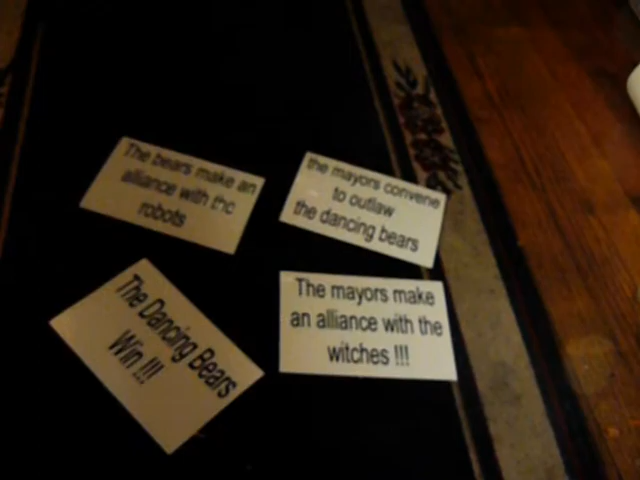 The bears make an
alliance with the
robots
the mayors convene
to outlaw
the dancing bears
The Dancing Bears
Win !!!
The mayors make
an alliance with the
witches !!!